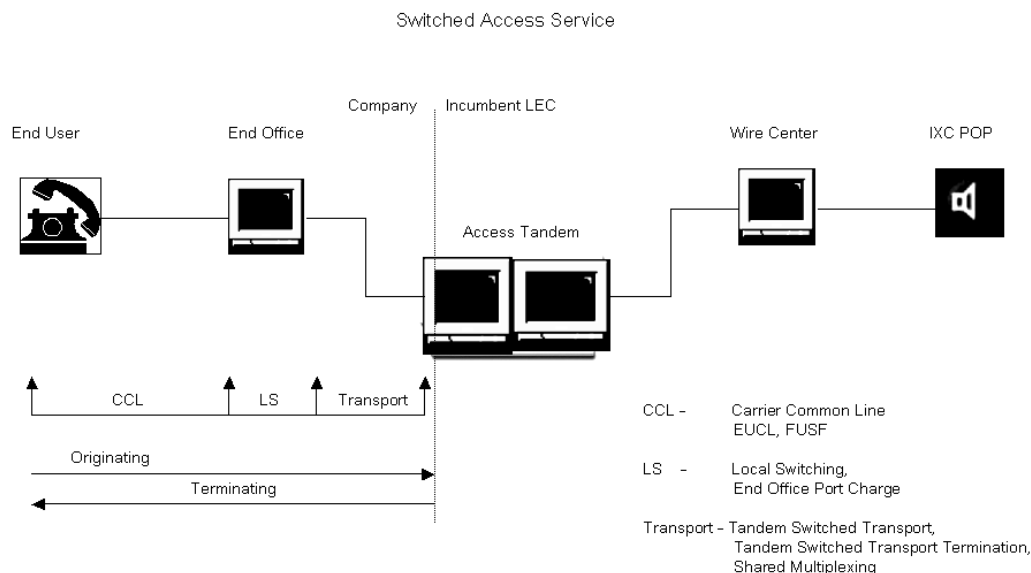 Switched Access Service
Company
Incumbent LEC
End User
End Office
Wire Center
IXC POP
Access Tandem
CCL
LS
Transport
Originating
Terminating
CCL - Carrier Common Line
EUCL, FUSF
LS - Local Switching,
End Office Port Charge
Transport - Tandem Switched Transport,
Tandem Switched Transport Termination,
Shared Multiplexing